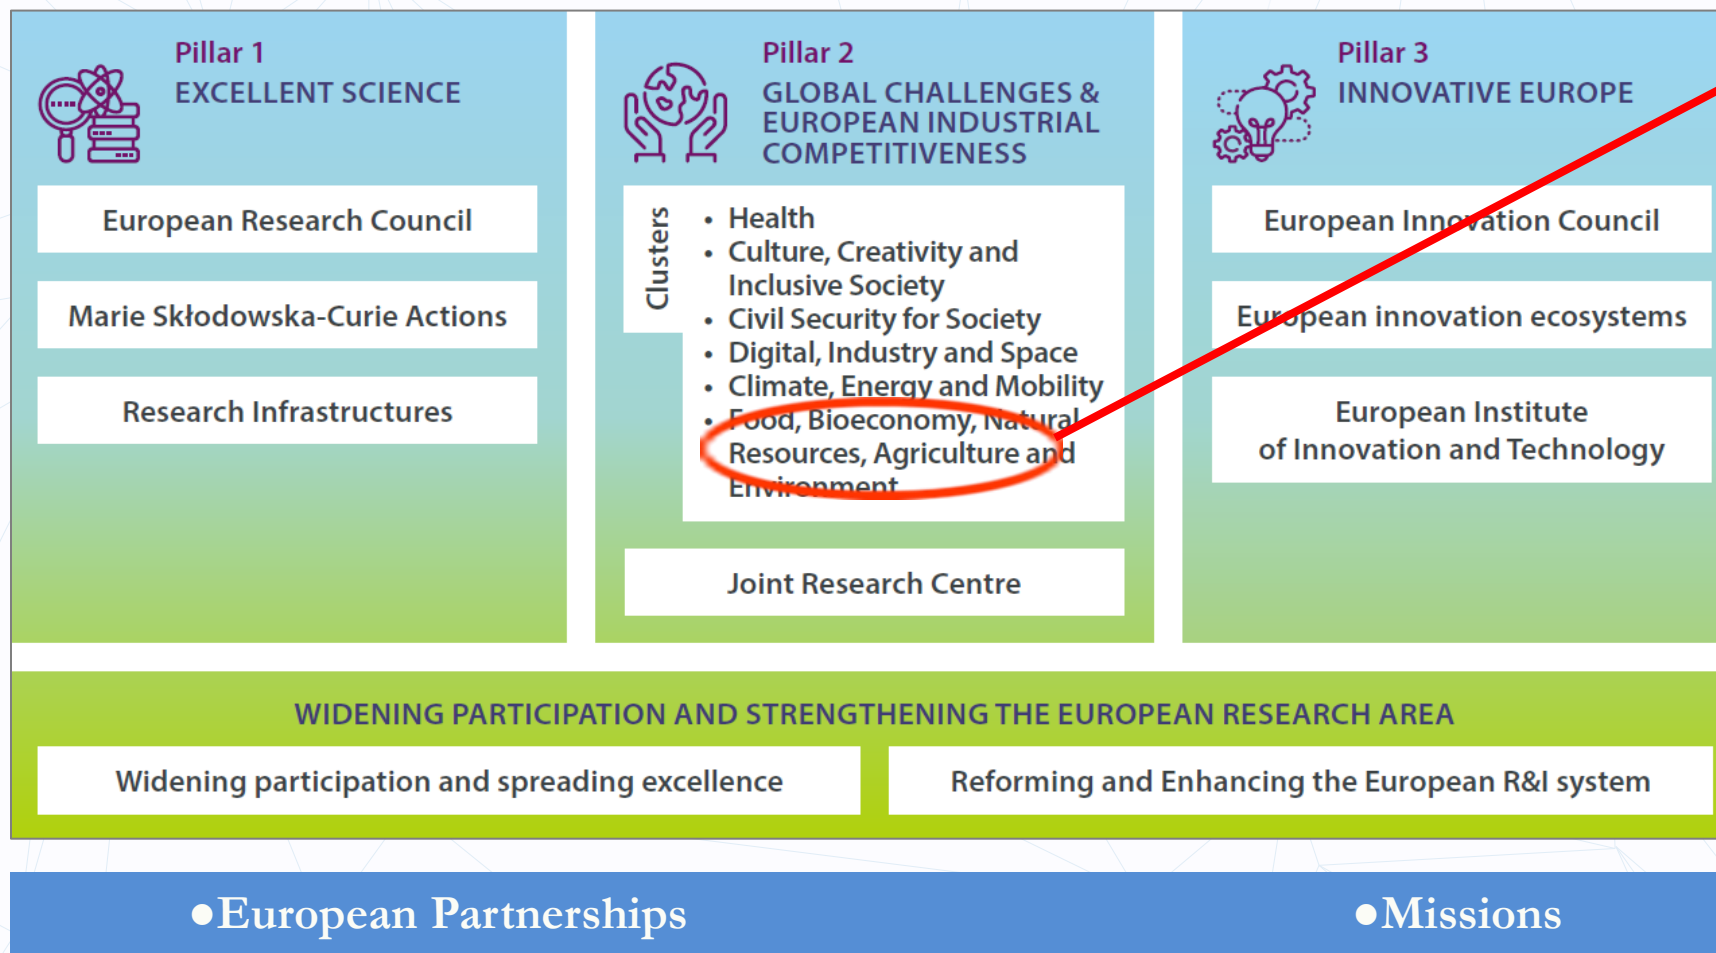 Pillar 1
EXCELLENT SCIENCE
European Research Council
Marie Skłodowska-Curie Actions
Research Infrastructures
Pillar 2
GLOBAL CHALLENGES &
EUROPEAN INDUSTRIAL
COMPETITIVENESS
Clusters
• Health
• Culture, Creativity and
Inclusive Society
• Civil Security for Society
• Digital, Industry and Space
• Climate, Energy and Mobility
• Food, Bioeconomy, Natural
Resources, Agriculture and
Environment
Joint Research Centre
Pillar 3
INNOVATIVE EUROPE
European Innovation Council
European innovation ecosystems
European Institute
of Innovation and Technology
WIDENING PARTICIPATION AND STRENGTHENING THE EUROPEAN RESEARCH AREA
Widening participation and spreading excellence
Reforming and Enhancing the European R&I system
●European Partnerships
●Missions